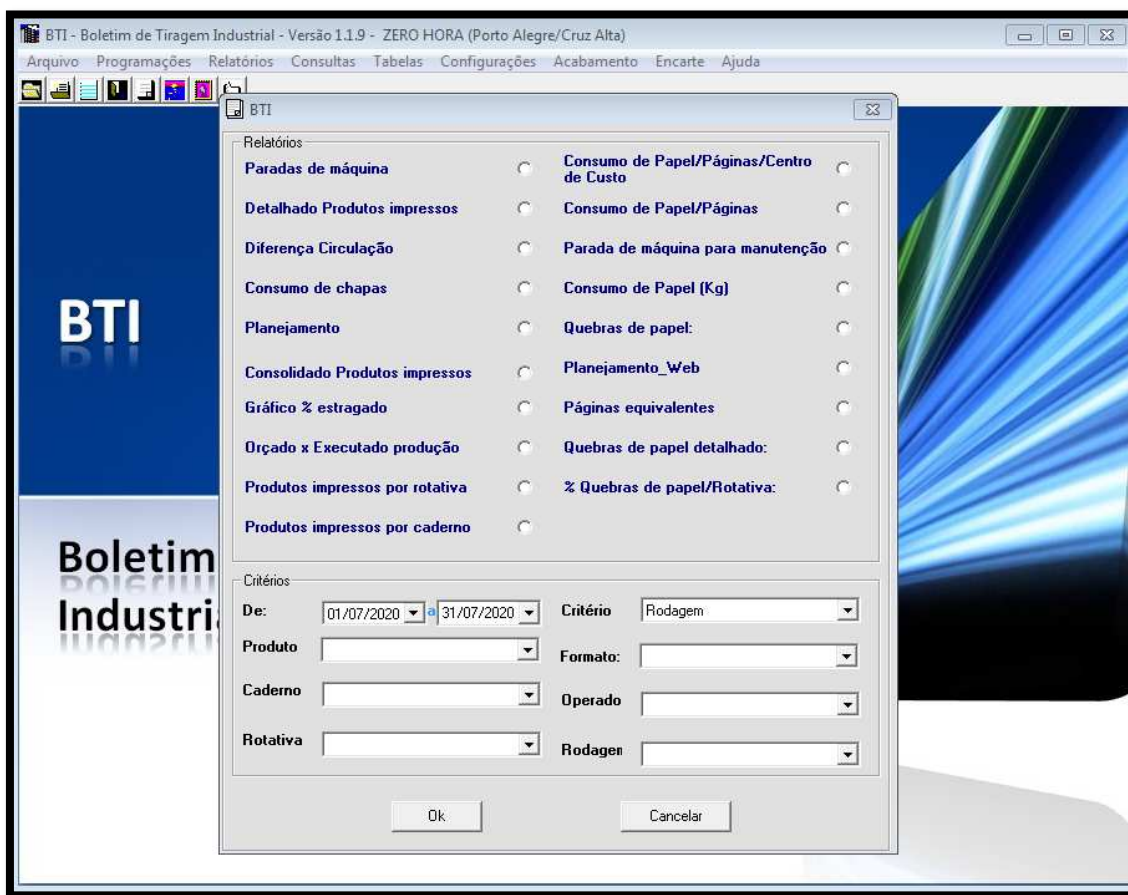 BTI - Boletim de Tiragem Industrial - Versão 1.1.9 - ZERO HORA (Porto Alegre/Cruz Alta)
Arquivo Programações Relatórios Consultas Tabelas Configurações Acabamento Encarte Ajuda
BTI
Relatórios
Paradas de máquina
Detalhado Produtos impressos
Diferença Circulação
Consumo de chapas
Planejamento
Consolidado Produtos impressos
Gráfico % estragado
Orçado x Executado produção
Produtos impressos por rotativa
Produtos impressos por caderno
Consumo de Papel/Páginas/Centro
de Custo
Consumo de Papel/Páginas
Parada de máquina para manutenção
Consumo de Papel (Kg)
Quebras de papel:
Planejamento_Web
Páginas equivalentes
Quebras de papel detalhado:
% Quebras de papel/Rotativa:
Critérios
De: 01/07/2020 a 31/07/2020
Produto
Caderno
Rotativa
Critério Rodagem
Formato:
Operado
Rodagen
Ok Cancelar
BTI
Boletim
Industri